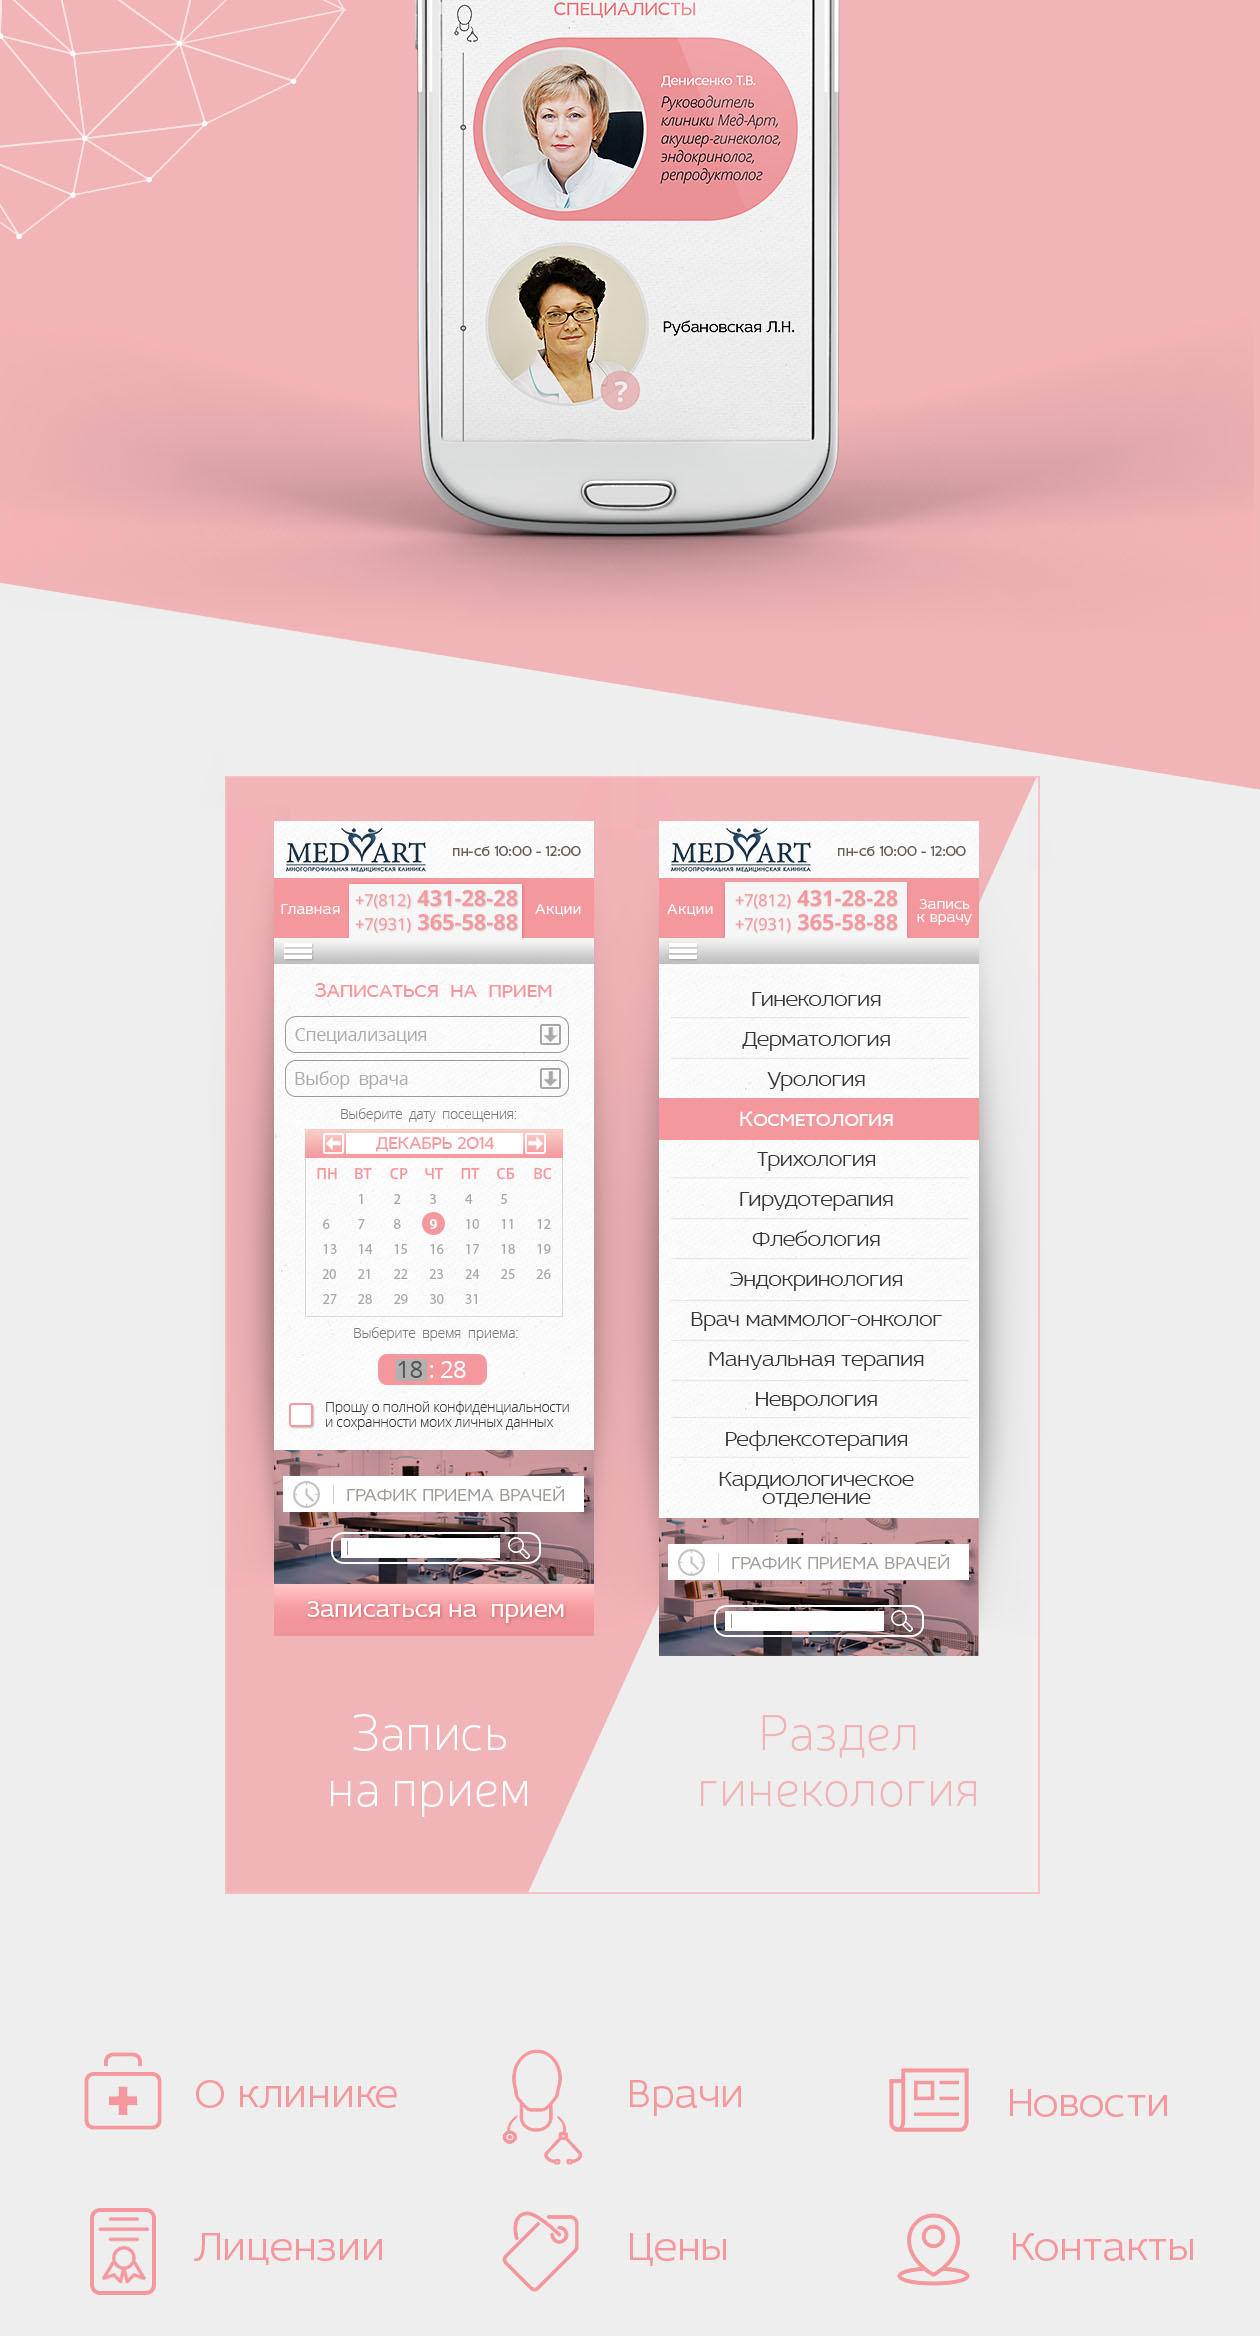 СПЕЦИАЛИСТЫ
Денисенко Т.В.
Руководитель
клиники Мед-Арт,
акушер-гинеколог,
эндокринолог,
репродуктолог
Рубановская Л.Н.
?
MED ART
МНОГОПРОФИЛЬНАЯ МЕДИЦИНСКАЯ КЛИНИКА
пн-сб 10:00 - 12:00
Главная
+7(812) 431-28-28
+7(931) 365-58-88
Акции
Записаться на прием
Специализация
Выбор врача
Выберите дату посещения:
ДЕКАБРЬ 2014
ПН ВТ СР ЧТ ПТ СБ ВС
1 2 3 4 5
6 7 8 9 10 11 12
13 14 15 16 17 18 19
20 21 22 23 24 25 26
27 28 29 30 31
Выберите время приема:
18 : 28
Прошу о полной конфиденциальности
и сохранности моих личных данных
ГРАФИК ПРИЕМА ВРАЧЕЙ
Записаться на прием
MED ART
МНОГОПРОФИЛЬНАЯ МЕДИЦИНСКАЯ КЛИНИКА
пн-сб 10:00 - 12:00
Акции
+7(812) 431-28-28
+7(931) 365-58-88
Запись
к врачу
Гинекология
Дерматология
Урология
Косметология
Трихология
Гирудотерапия
Флебология
Эндокринология
Врач маммолог-онколог
Мануальная терапия
Неврология
Рефлексотерапия
Кардиологическое
отделение
ГРАФИК ПРИЕМА ВРАЧЕЙ
Запись
на прием
Раздел
гинекология
О клинике
Врачи
Новости
Лицензии
Цены
Контакты